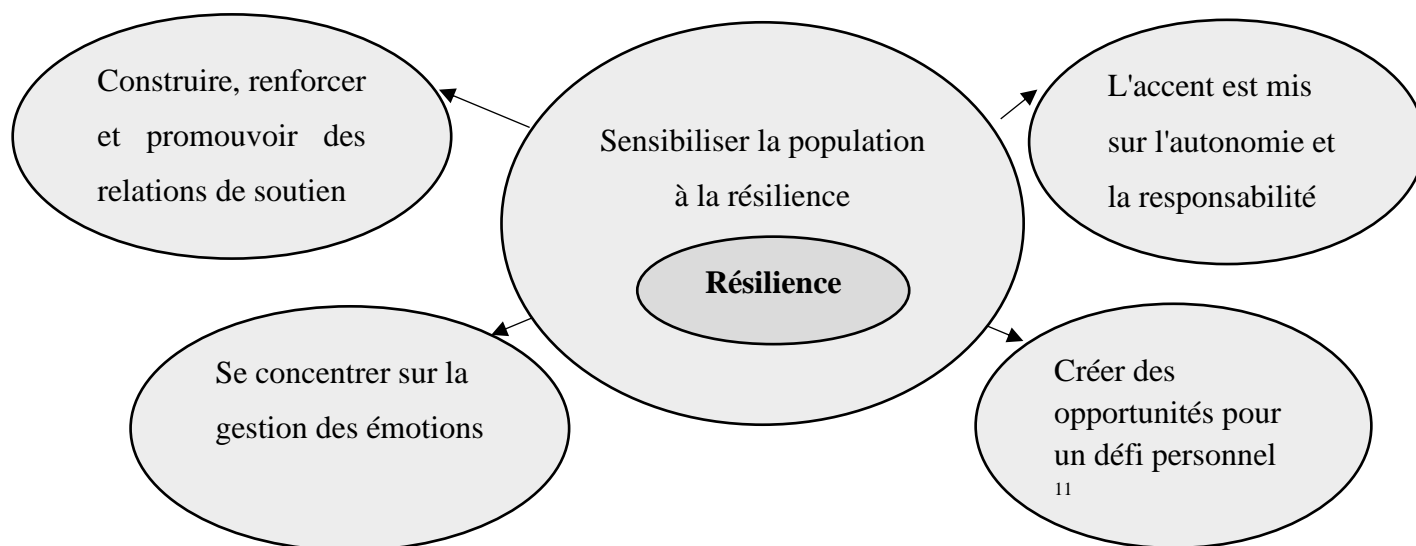 Construire, renforcer
et promouvoir des
relations de soutien
Sensibiliser la population
à la résilience
Résilience
L'accent est mis
sur l'autonomie et
la responsabilité
Se concentrer sur la
gestion des émotions
Créer des
opportunités pour
un défi personnel
11